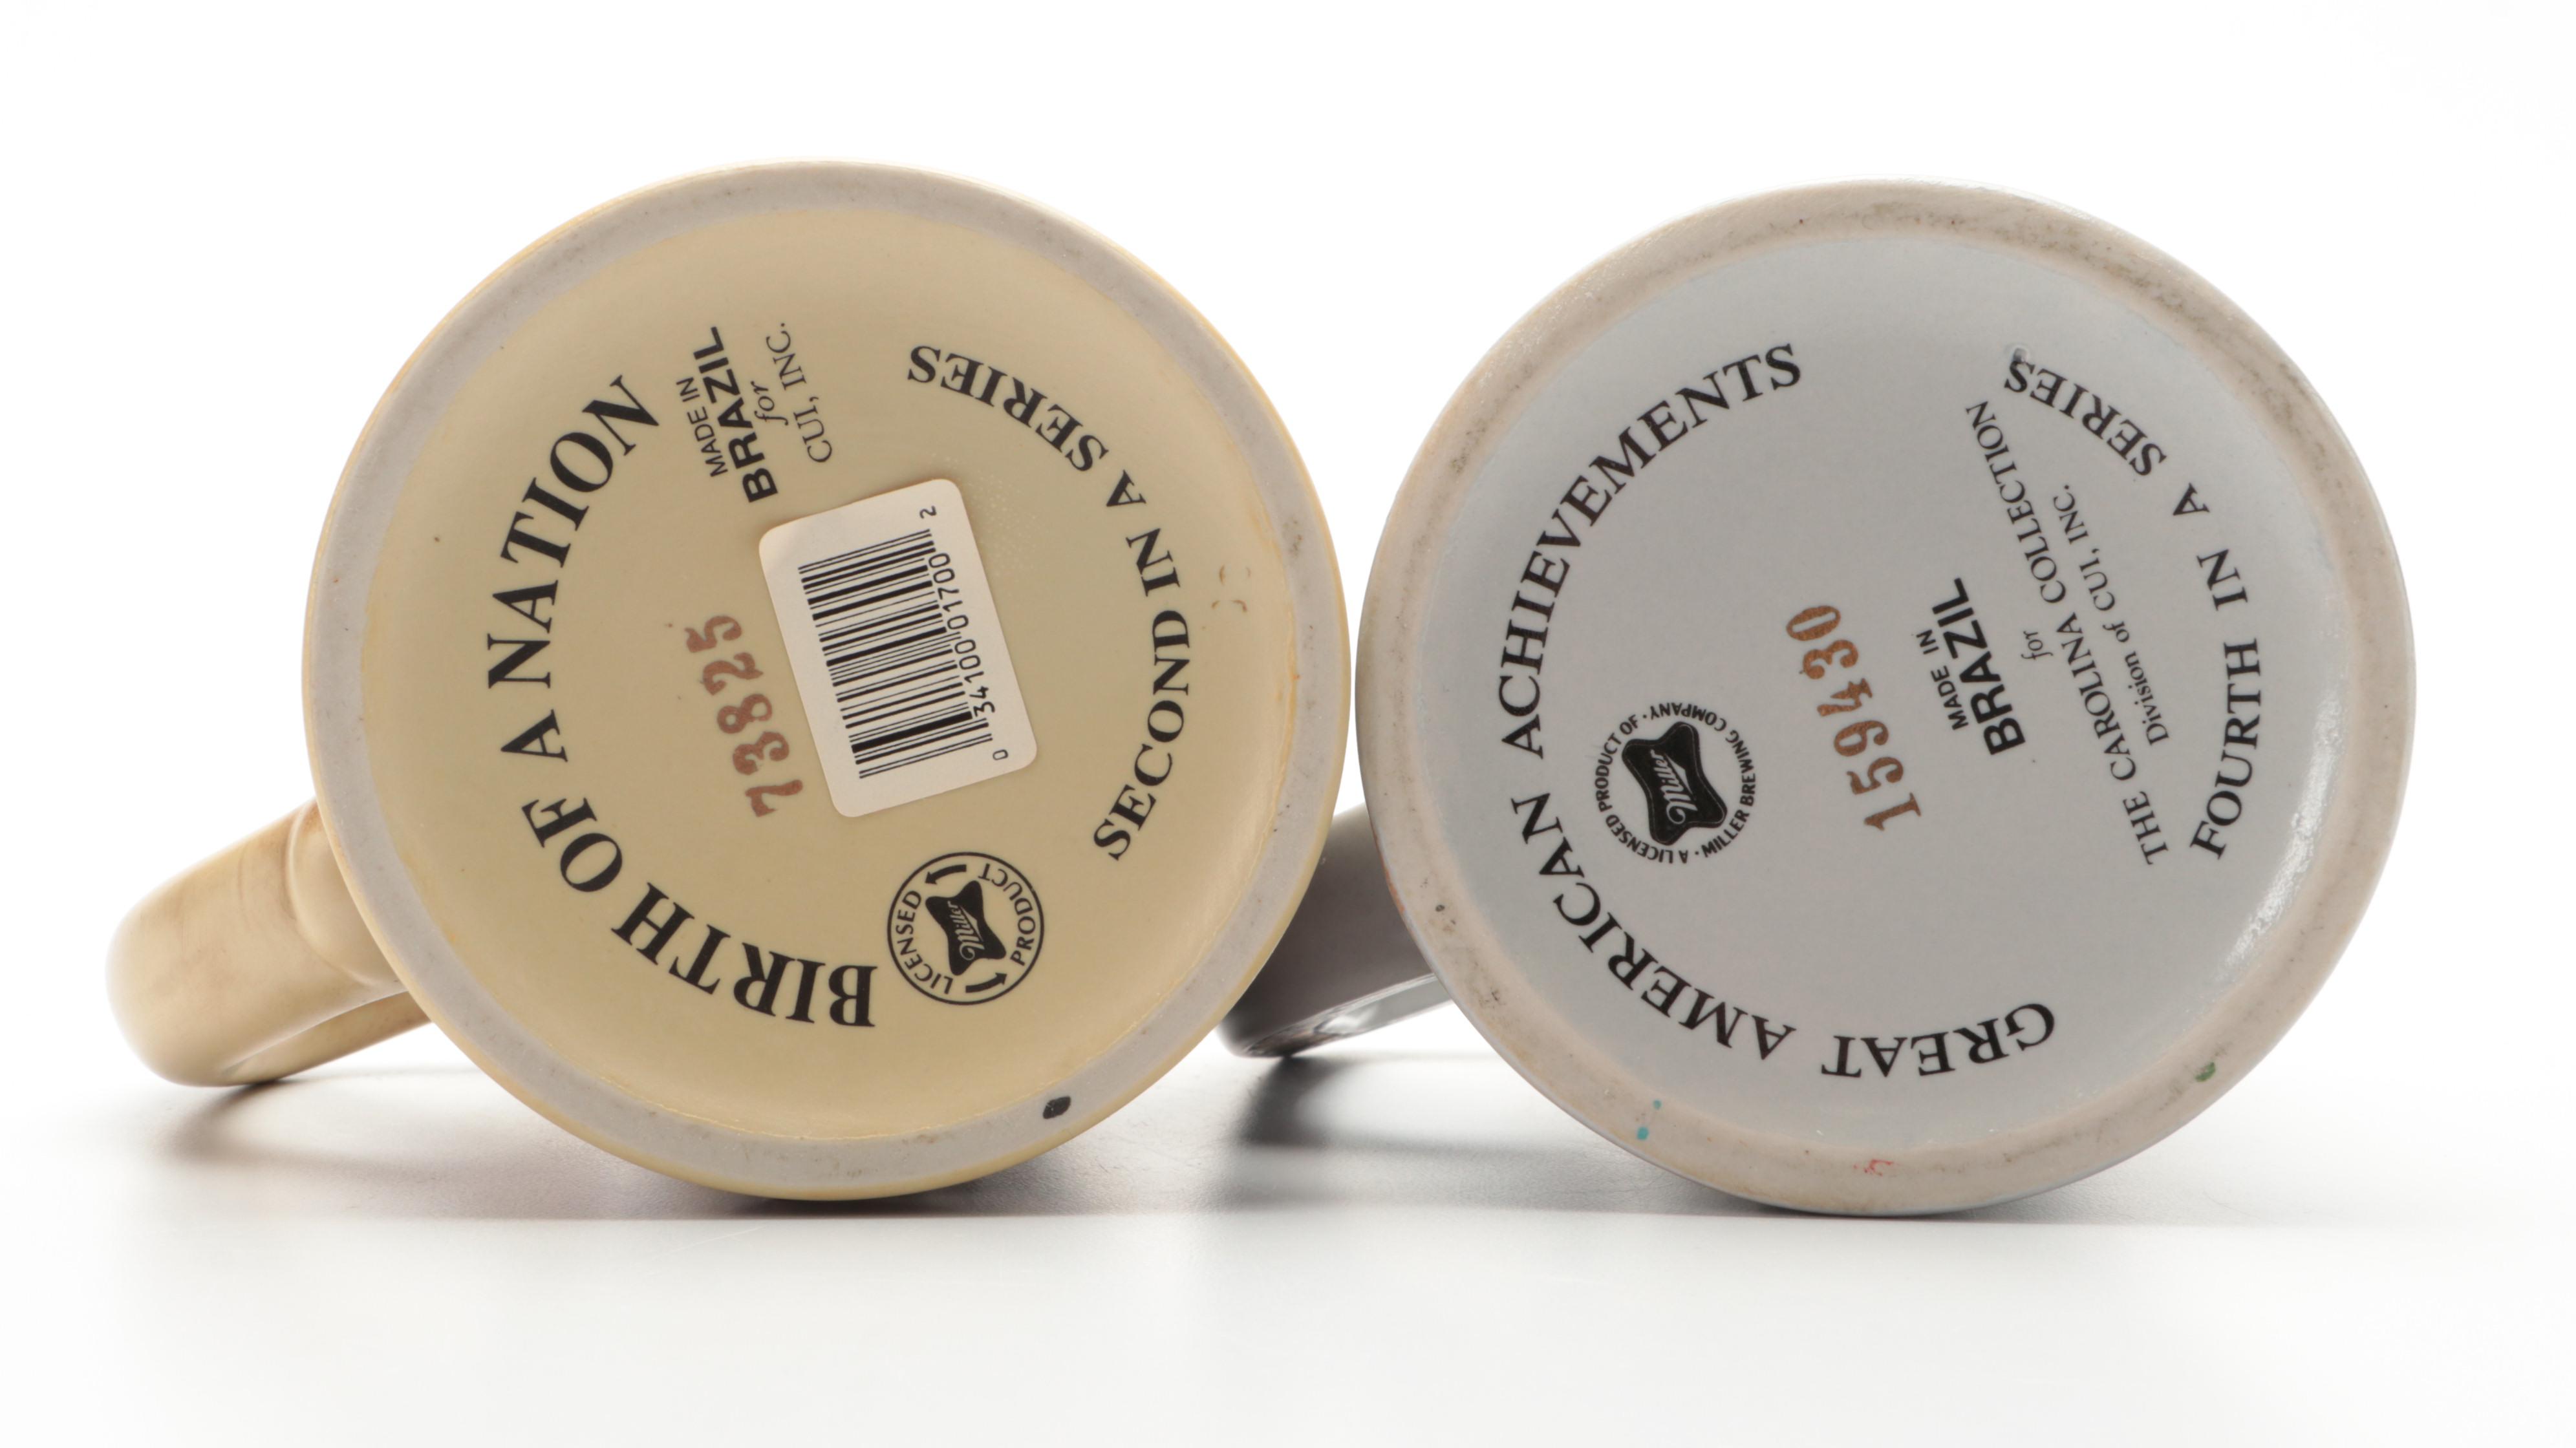 BIRTH OF A NATION
MADE IN
BRAZIL
for
CUI, INC.
73825
0 34100 01700 2
LICENSED PRODUCT
Miller
SECOND IN A SERIES
GREAT AMERICAN ACHIEVEMENTS
A LICENSED PRODUCT OF · MILLER BREWING COMPANY ·
Miller
159430
MADE IN
BRAZIL
for
THE CAROLINA COLLECTION
Division of CUI, INC.
FOURTH IN A SERIES